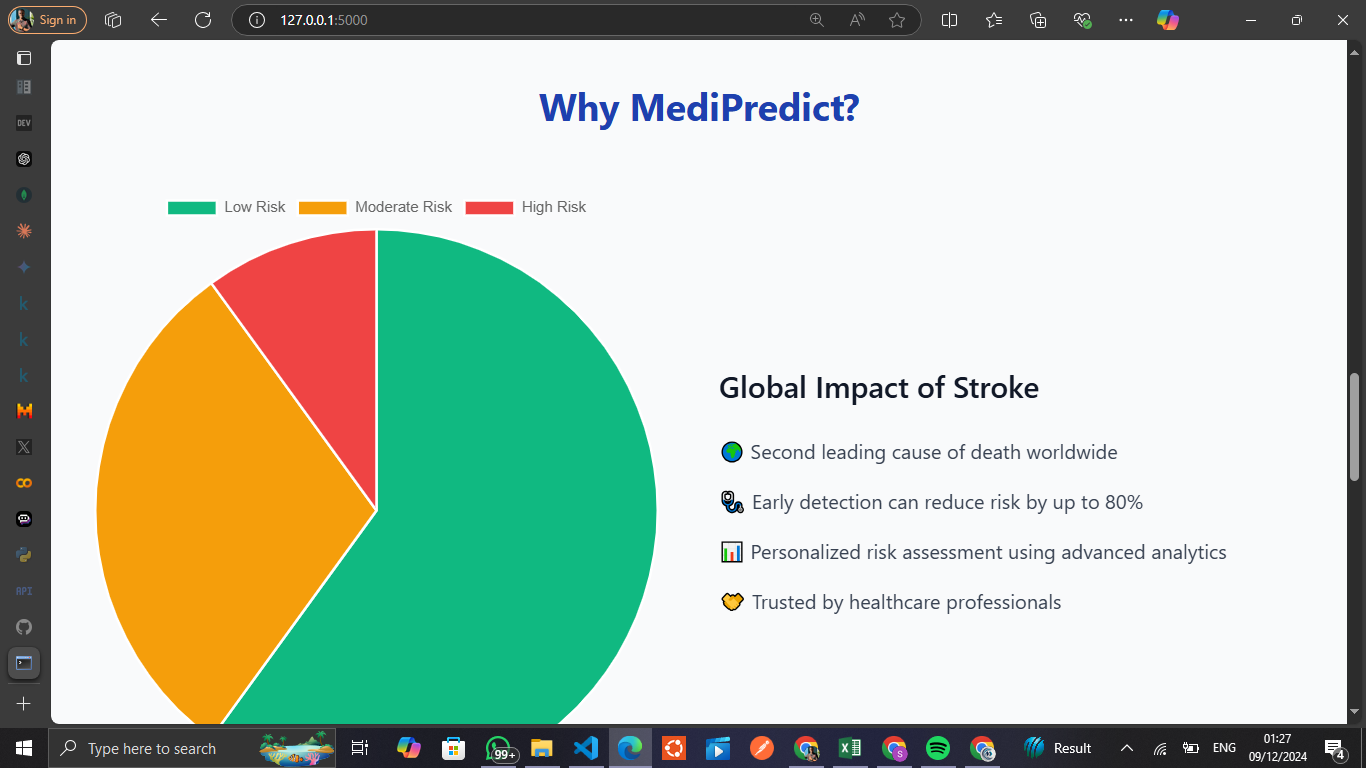 Sign in
127.0.0.1:5000
DEV
Why MediPredict?
Low Risk Moderate Risk High Risk
Global Impact of Stroke
Second leading cause of death worldwide
Early detection can reduce risk by up to 80%
Personalized risk assessment using advanced analytics
Trusted by healthcare professionals
k
k
k
API
Type here to search
99+
S
Result
ENG
01:27
09/12/2024
4